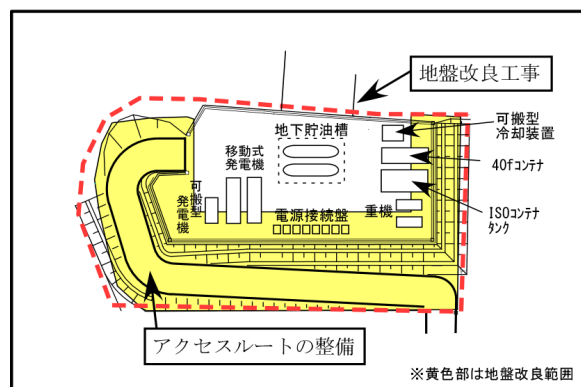 地盤改良工事
可搬型
冷却装置
地下貯油槽
移動式
発電機
40fコンテナ
可搬型
発電機
重機
ISOコンテナ
タンク
電源接続盤
アクセスルートの整備
※黄色部は地盤改良範囲